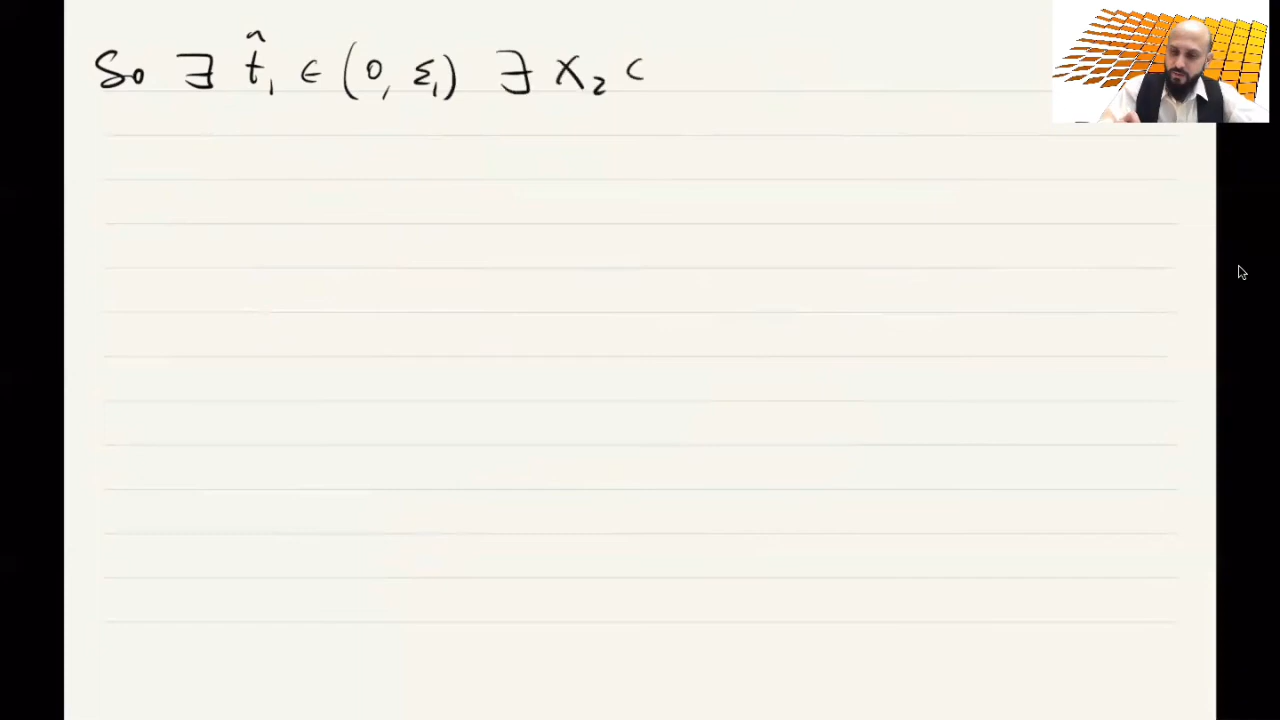 So ∃ t̂₁ ∈ (0, ε₁) ∃ X₂